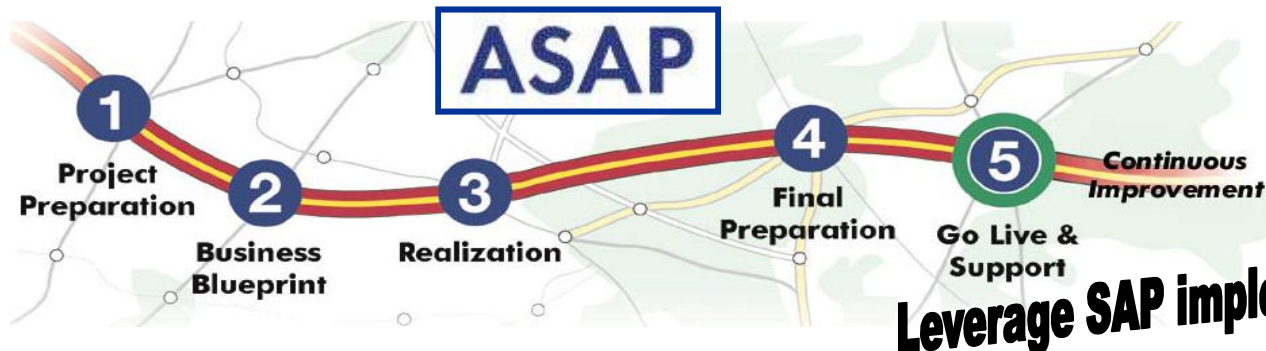 ASAP
1
Project
Preparation
2
Business
Blueprint
3
Realization
4
Final
Preparation
5
Go Live &
Support
Continuous
Improvement
Leverage SAP